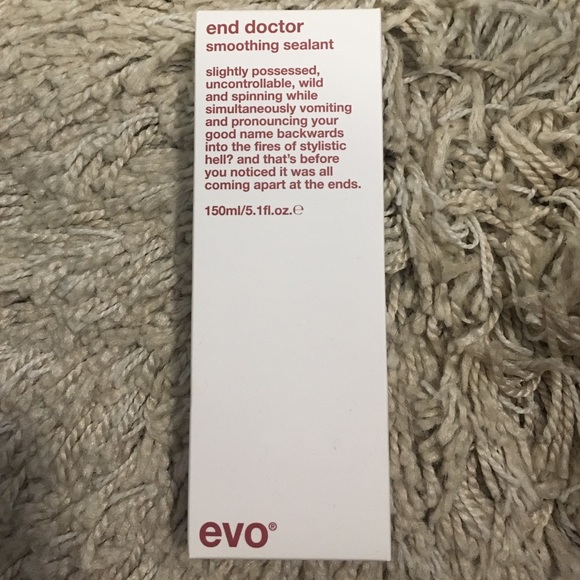 end doctor
smoothing sealant
slightly possessed,
uncontrollable, wild
and spinning while
simultaneously vomiting
and pronouncing your
good name backwards
into the fires of stylistic
hell? and that's before
you noticed it was all
coming apart at the ends.
150ml/5.1fl.oz.℮
evo®